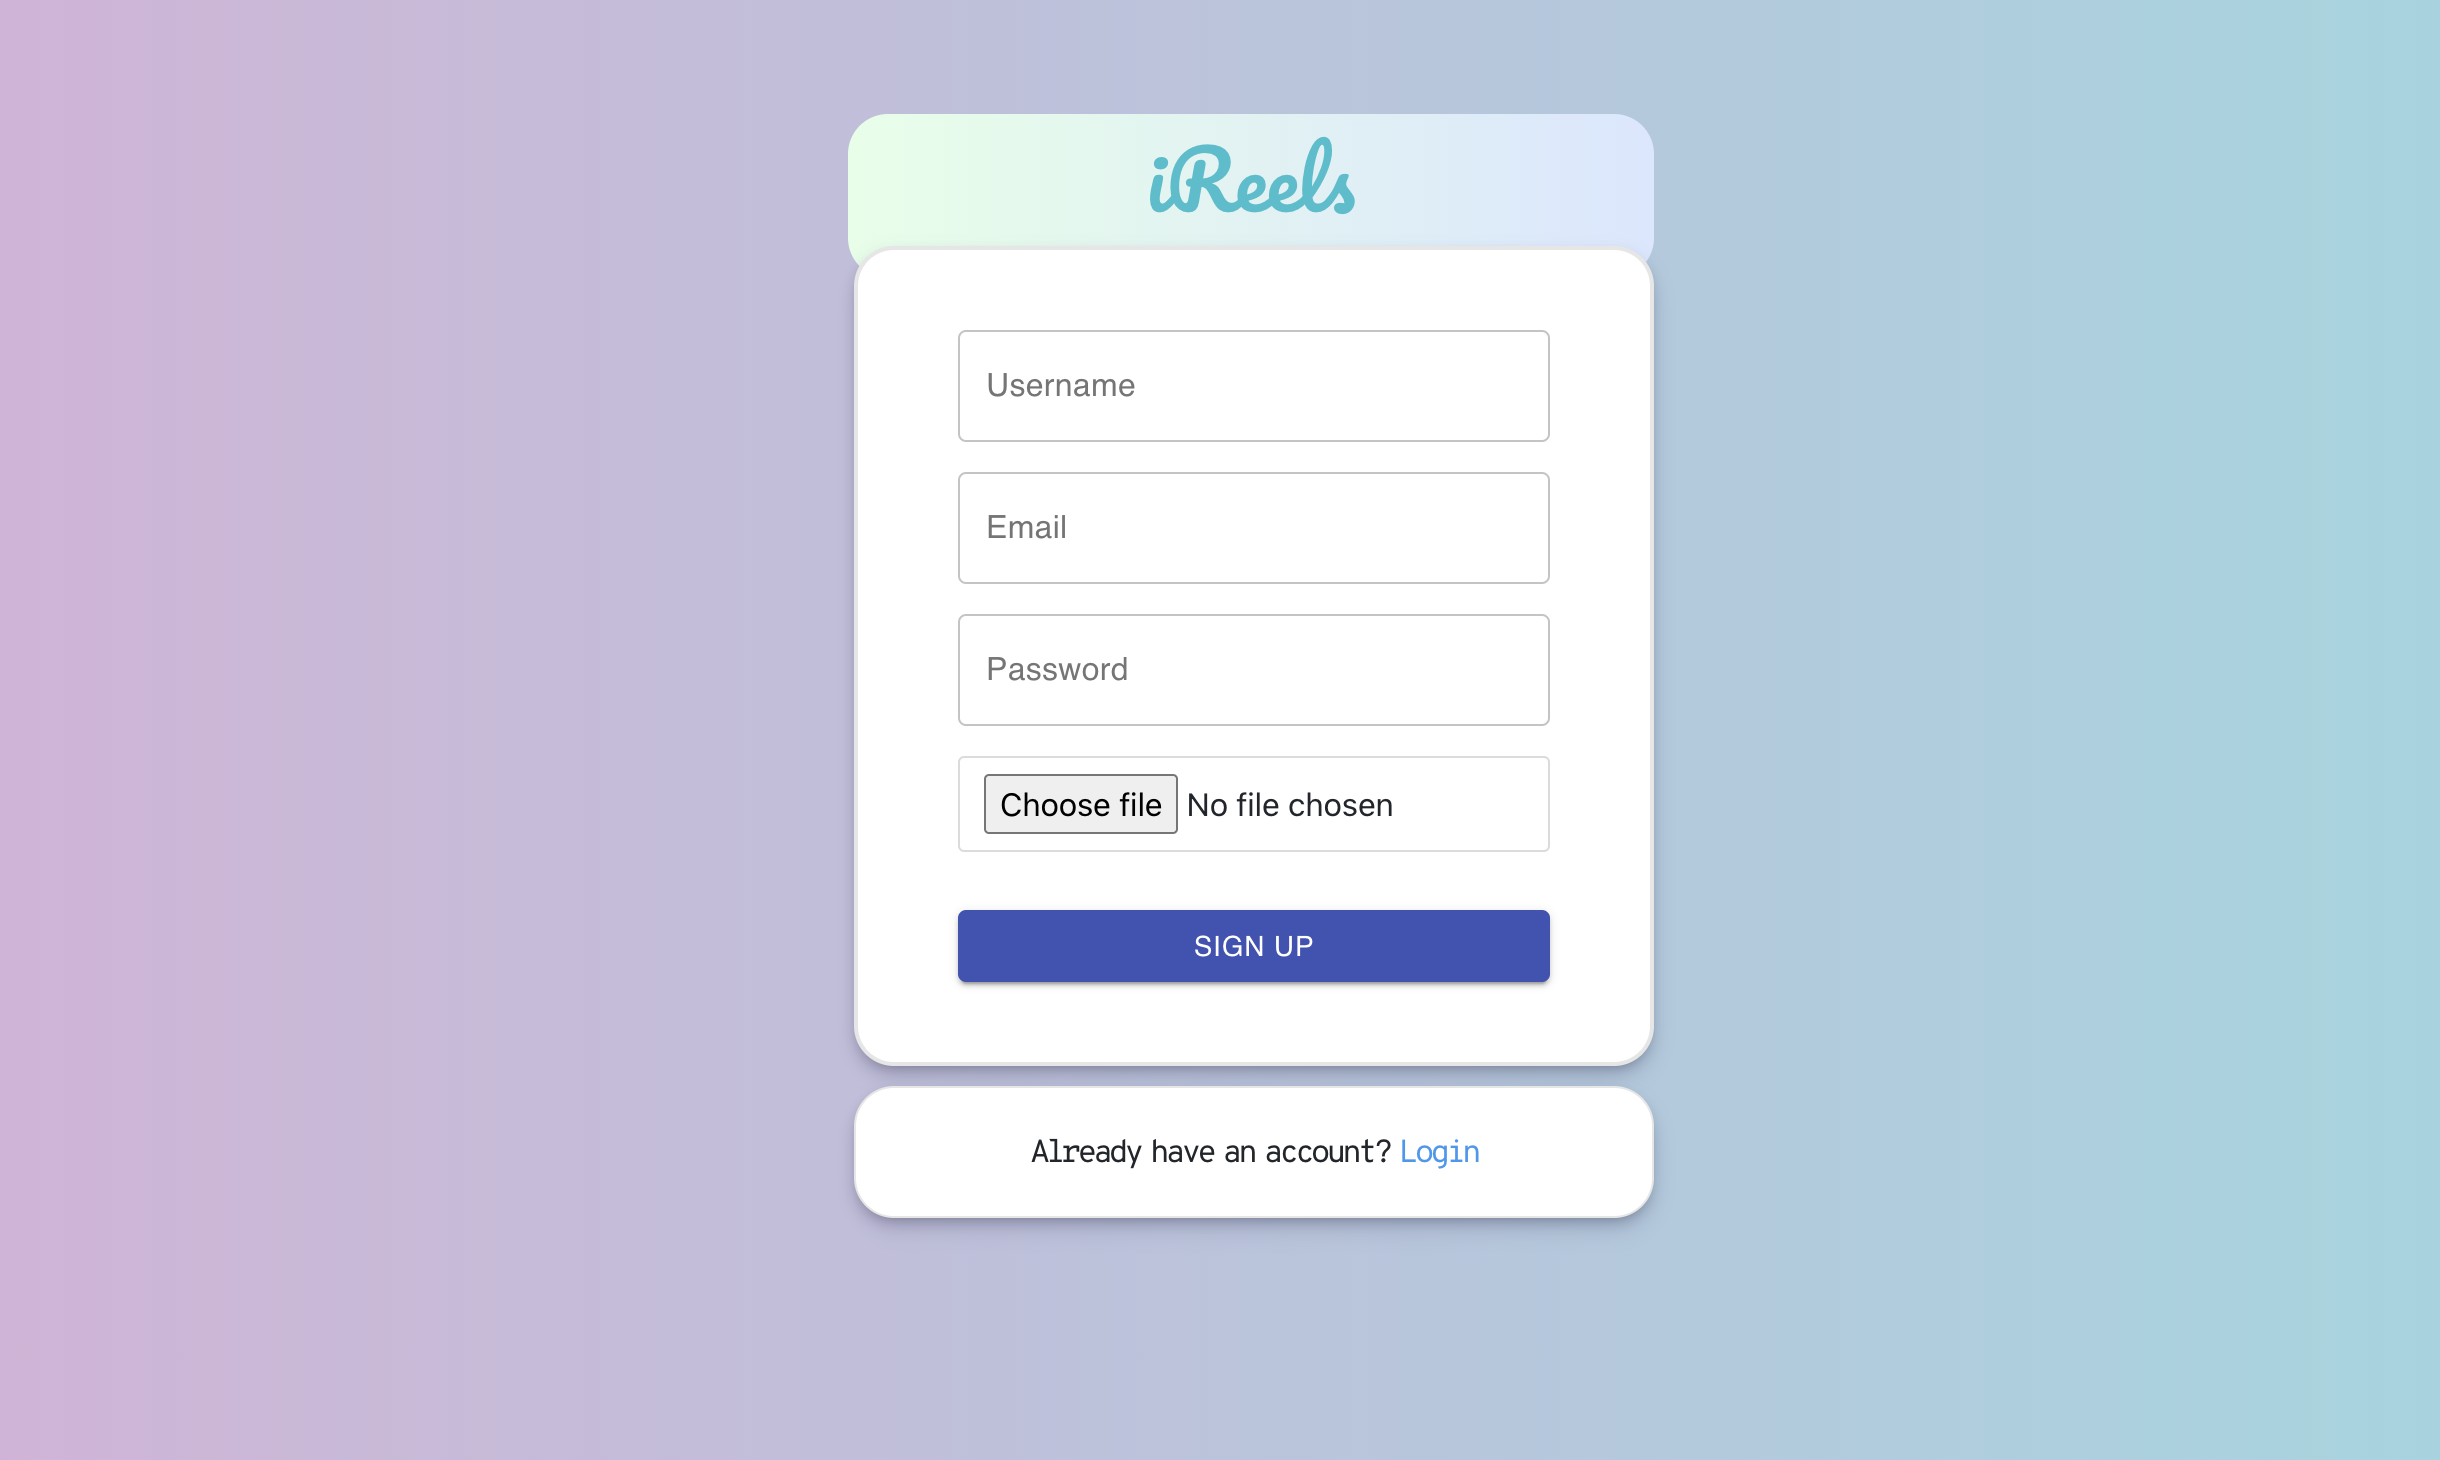 iReels
Username
Email
Password
Choose file No file chosen
SIGN UP
Already have an account? Login